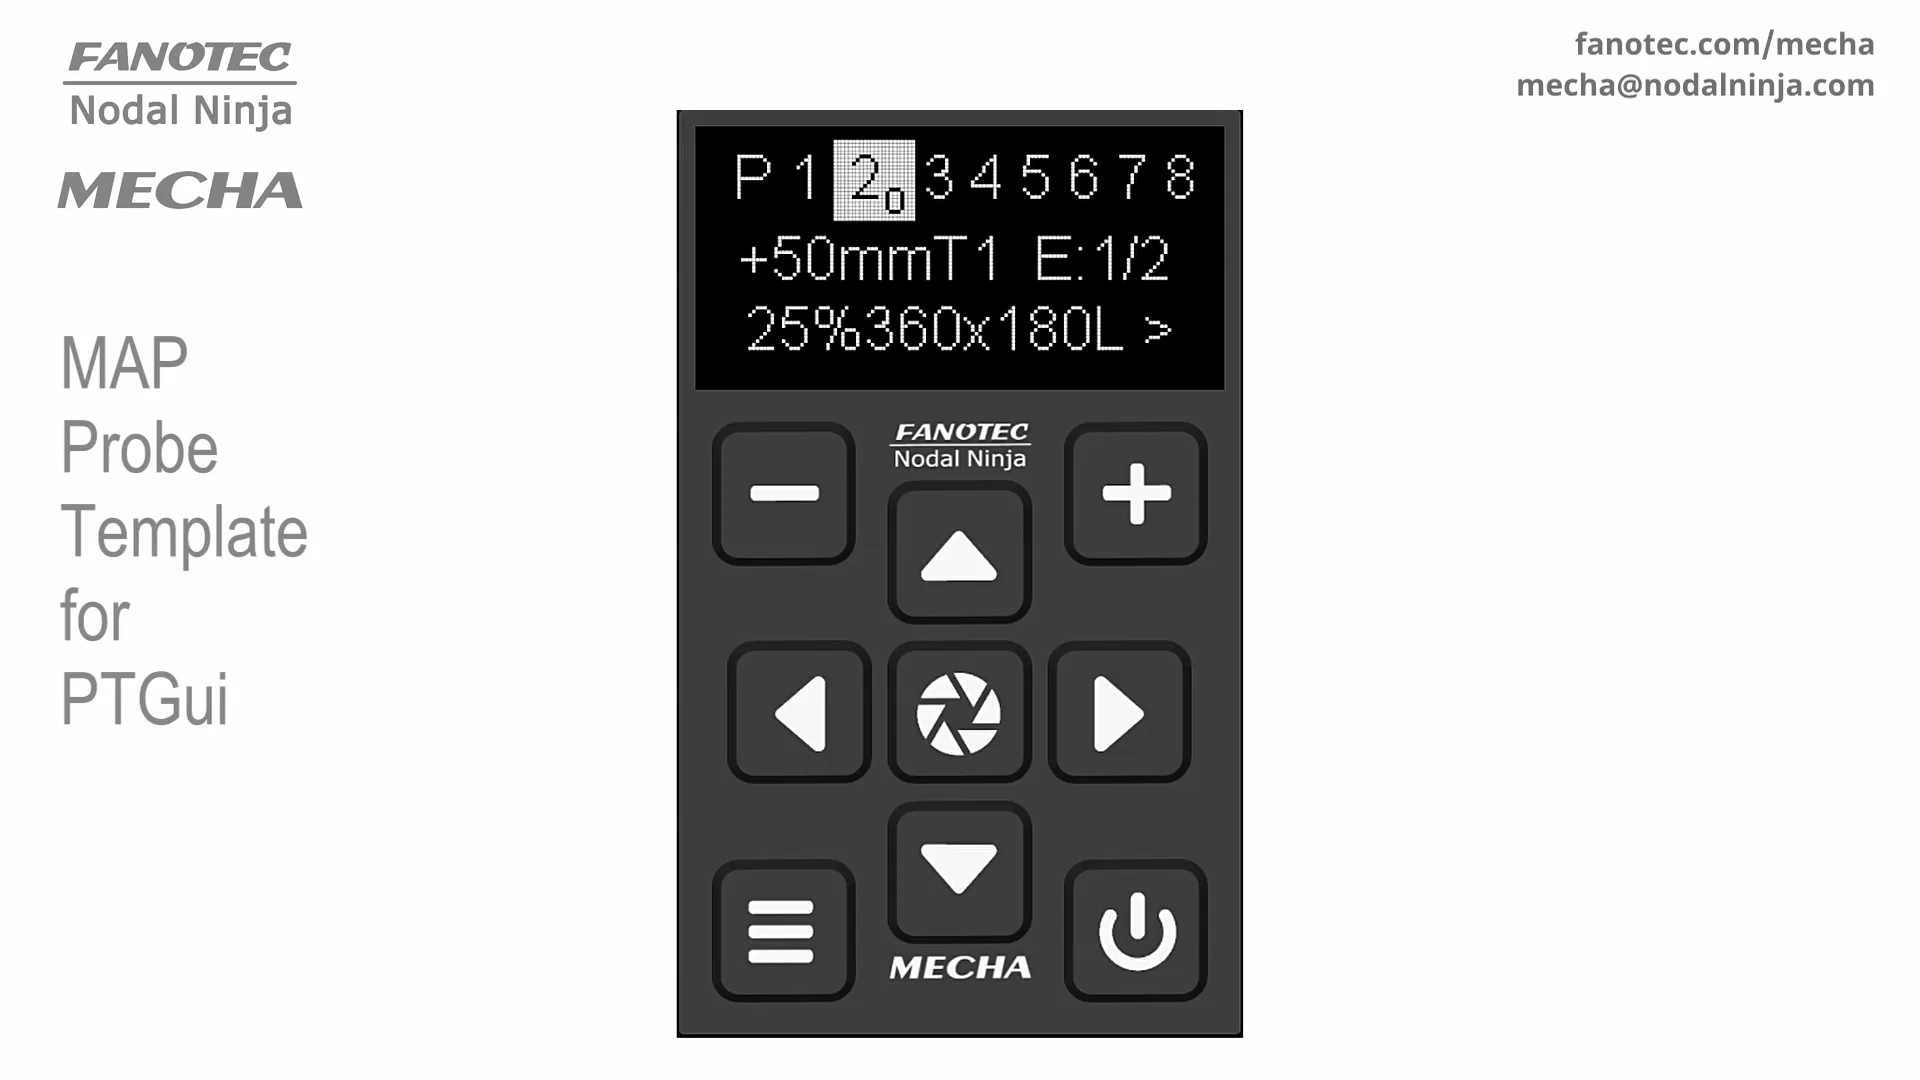 FANOTEC
Nodal Ninja
MECHA
fanotec.com/mecha
mecha@nodalninja.com
MAP
Probe
Template
for
PTGui
P 1 2 0 3 4 5 6 7 8
+50mmT1 E:1/2
25%360x180L >
FANOTEC
Nodal Ninja
MECHA